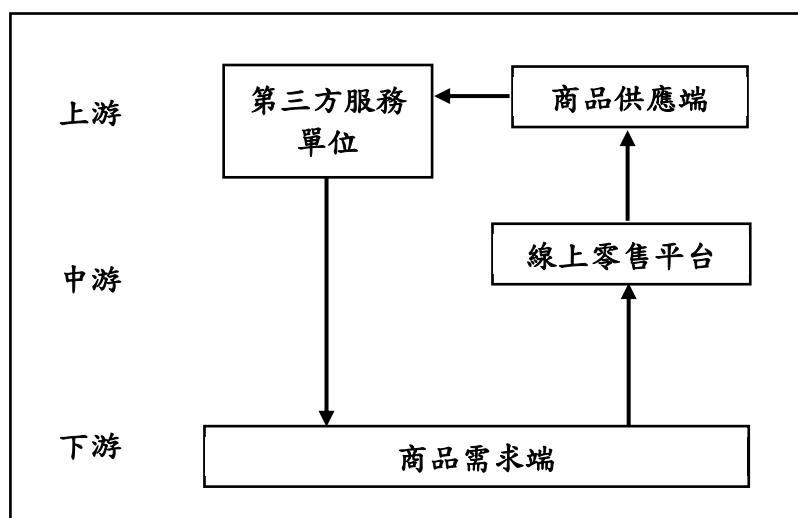 上游
第三方服務
單位
商品供應端
中游
線上零售平台
下游
商品需求端